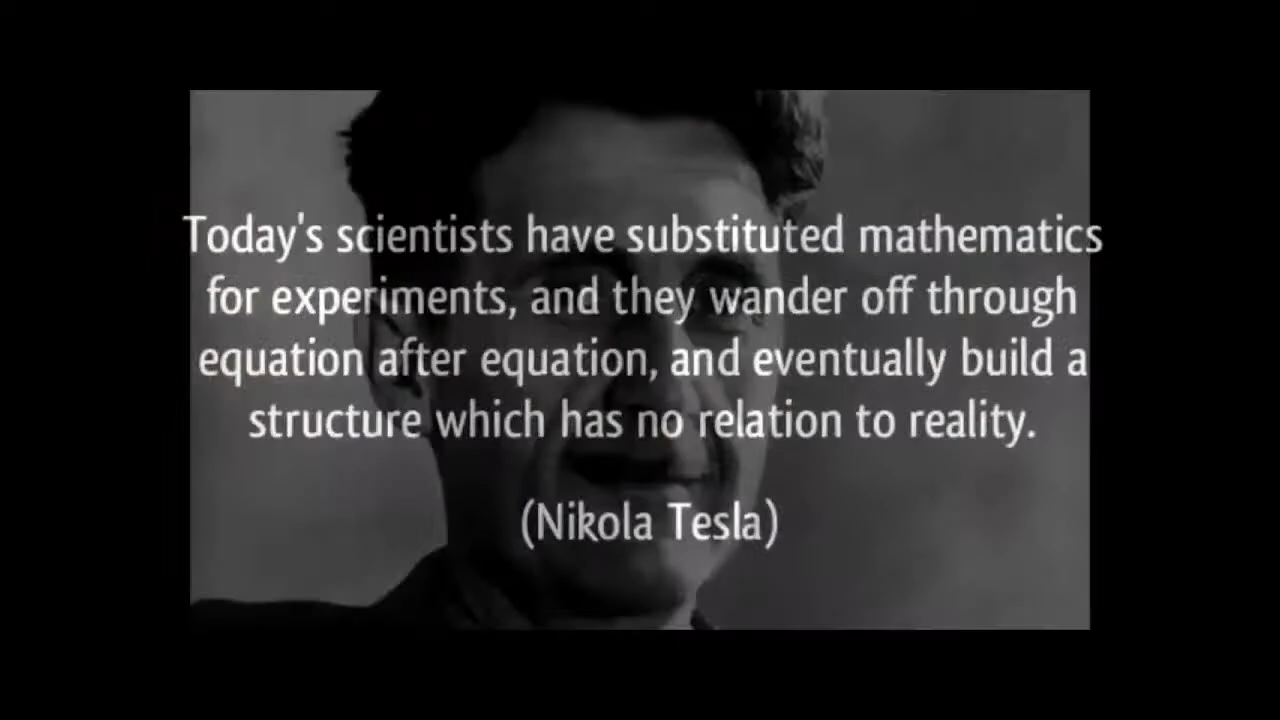 Today's scientists have substituted mathematics
for experiments, and they wander off through
equation after equation, and eventually build a
structure which has no relation to reality.
(Nikola Tesla)